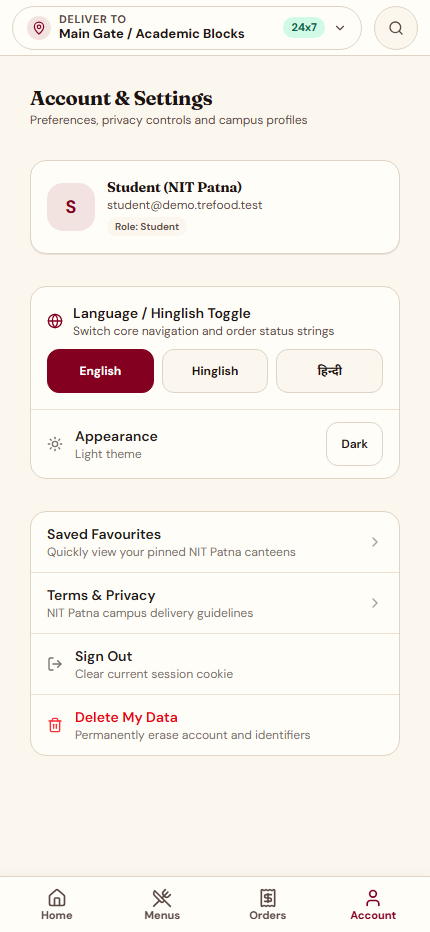 DELIVER TO
Main Gate / Academic Blocks
24x7
Account & Settings
Preferences, privacy controls and campus profiles
S
Student (NIT Patna)
student@demo.trefood.test
Role: Student
Language / Hinglish Toggle
Switch core navigation and order status strings
English
Hinglish
हिन्दी
Appearance
Light theme
Dark
Saved Favourites
Quickly view your pinned NIT Patna canteens
Terms & Privacy
NIT Patna campus delivery guidelines
Sign Out
Clear current session cookie
Delete My Data
Permanently erase account and identifiers
Home
Menus
Orders
Account